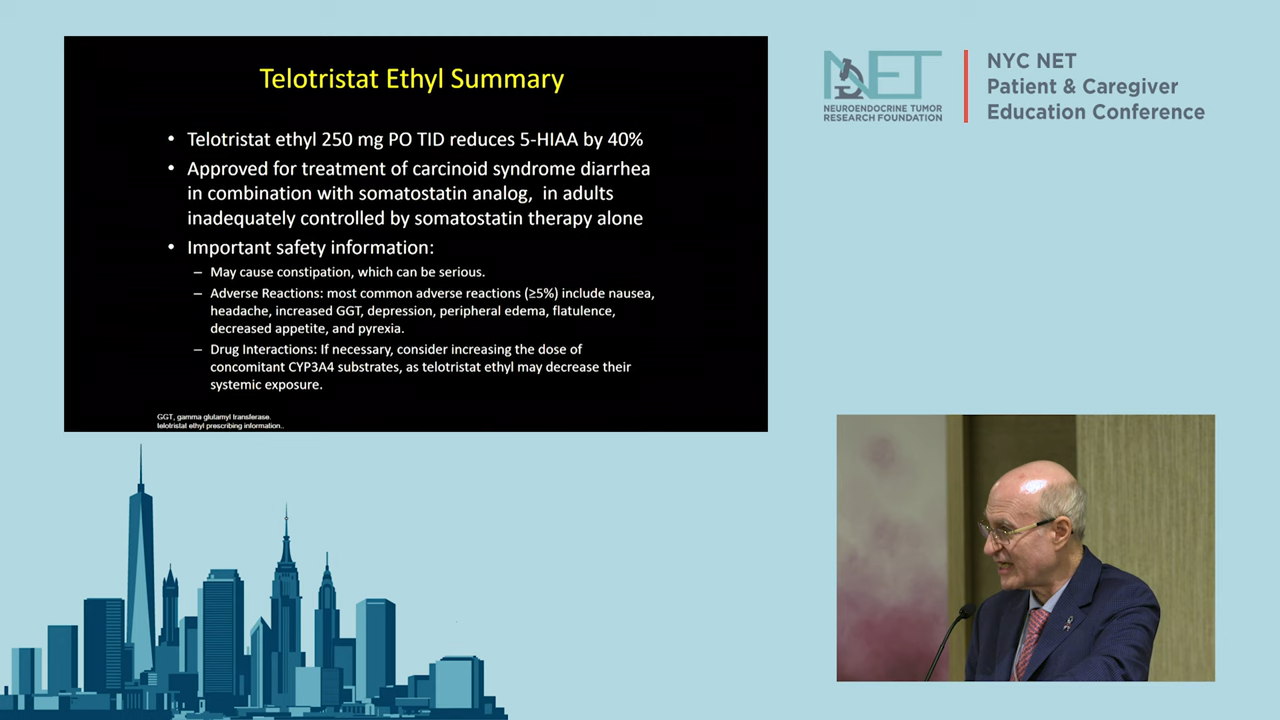 Telotristat Ethyl Summary
• Telotristat ethyl 250 mg PO TID reduces 5-HIAA by 40%
• Approved for treatment of carcinoid syndrome diarrhea
in combination with somatostatin analog, in adults
inadequately controlled by somatostatin therapy alone
• Important safety information:
– May cause constipation, which can be serious.
– Adverse Reactions: most common adverse reactions (≥5%) include nausea,
headache, increased GGT, depression, peripheral edema, flatulence,
decreased appetite, and pyrexia.
– Drug Interactions: If necessary, consider increasing the dose of
concomitant CYP3A4 substrates, as telotristat ethyl may decrease their
systemic exposure.
GGT, gamma glutamyl transferase.
telotristat ethyl prescribing information..
NET
NEUROENDOCRINE TUMOR
RESEARCH FOUNDATION
NYC NET
Patient & Caregiver
Education Conference